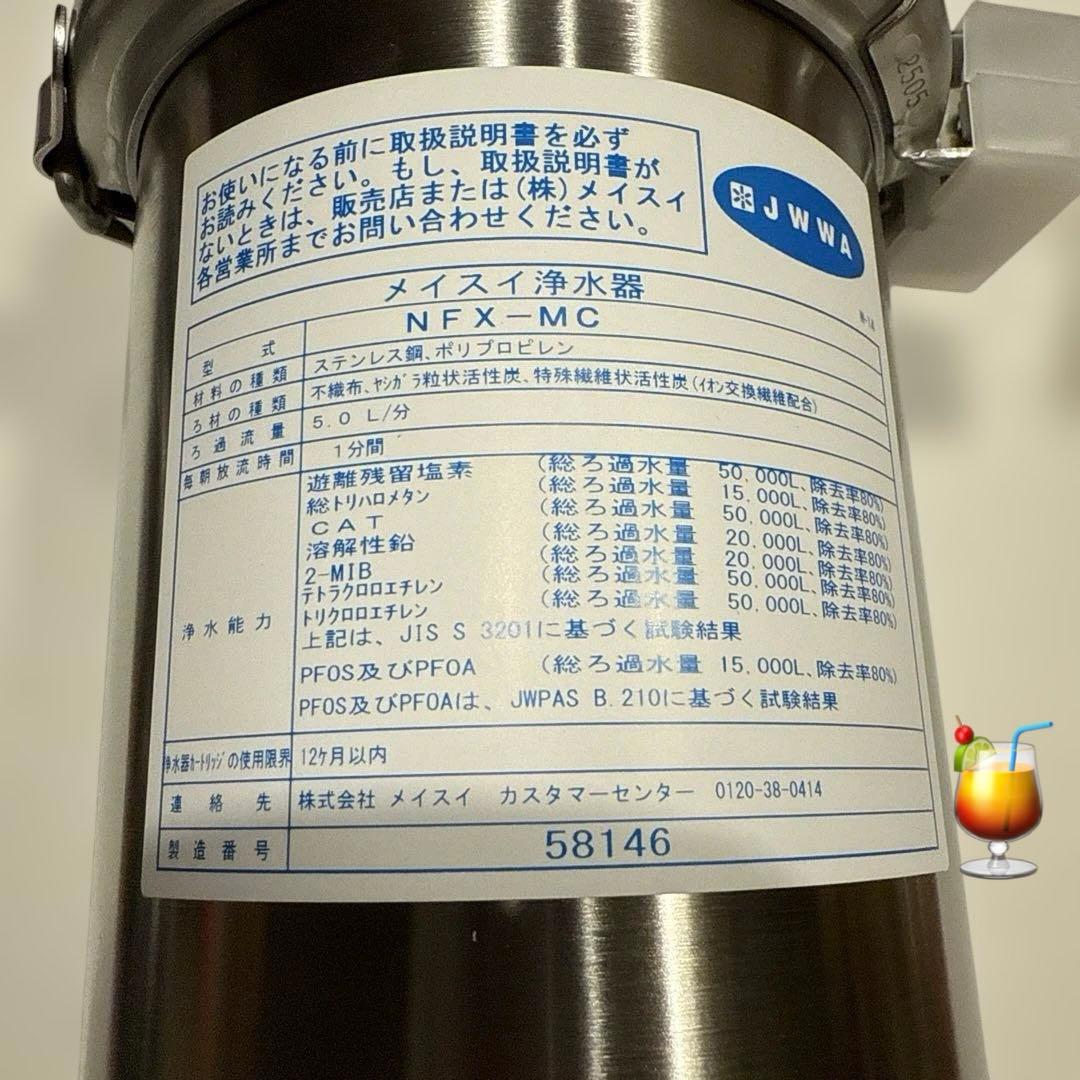 2505
お使いになる前に取扱説明書を必ず
お読みください。もし、取扱説明書が
ないときは、販売店または(株)メイスイ
各営業所までお問い合わせください。
JWWA
メイスイ浄水器
型式 NFX-MC
材料の種類 ステンレス鋼、ポリプロピレン
ろ材の種類 不織布、ヤシガラ粒状活性炭、特殊繊維状活性炭(イオン交換繊維配合)
ろ過流量 5.0 L/分
毎朝放流時間 1分間
浄水能力
遊離残留塩素 (総ろ過水量 50,000L、除去率80%)
総トリハロメタン (総ろ過水量 15,000L、除去率80%)
CAT (総ろ過水量 50,000L、除去率80%)
溶解性鉛 (総ろ過水量 20,000L、除去率80%)
2-MIB (総ろ過水量 20,000L、除去率80%)
テトラクロロエチレン (総ろ過水量 50,000L、除去率80%)
トリクロロエチレン (総ろ過水量 50,000L、除去率80%)
上記は、JIS S 3201に基づく試験結果
PFOS及びPFOA (総ろ過水量 15,000L、除去率80%)
PFOS及びPFOAは、JWPAS B.210に基づく試験結果
浄水器カートリッジの使用限界 12ケ月以内
連絡先 株式会社 メイスイ カスタマーセンター 0120-38-0414
製造番号 58146